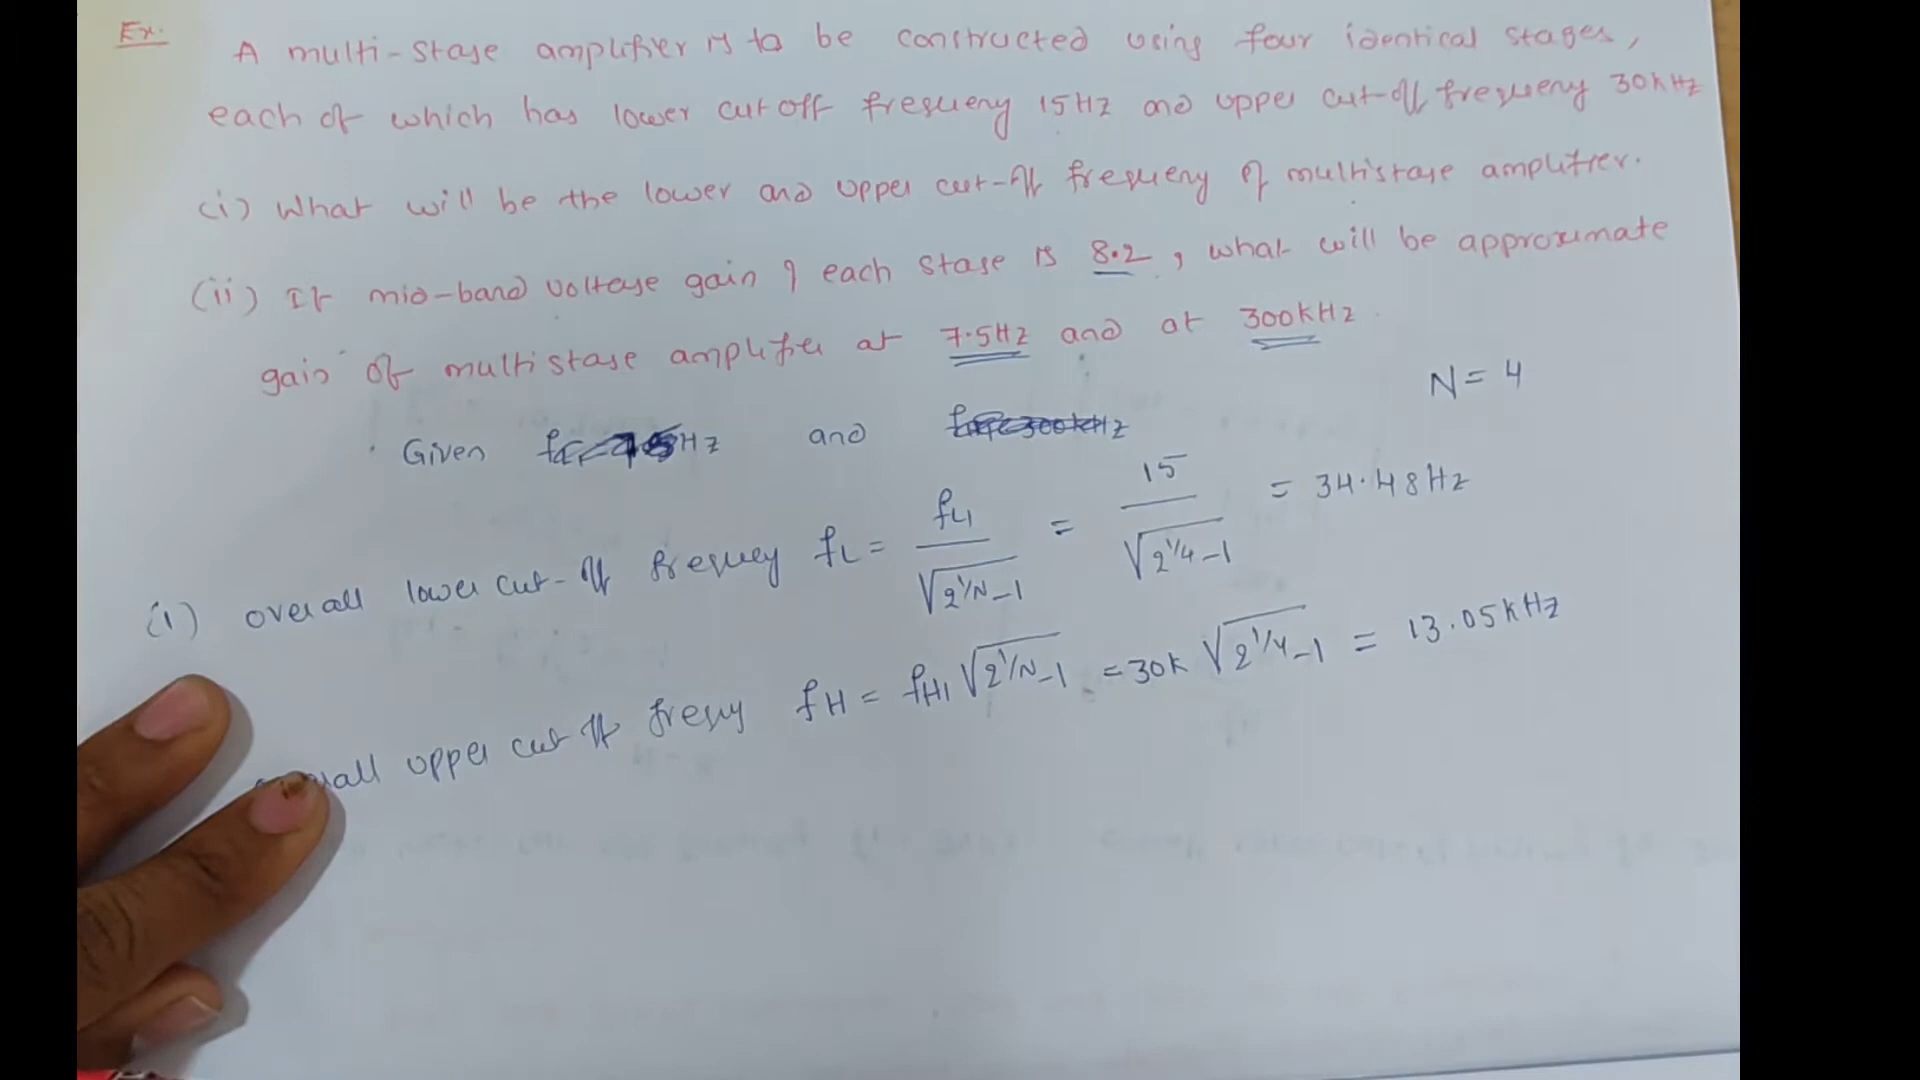 Ex.
A multi-stage amplifier is to be constructed using four identical stages,
each of which has lower cut off frequency 15Hz and upper cut-off frequency 30kHz
(i) What will be the lower and upper cut-off frequency of multistage amplifier.
(ii) If mid-band voltage gain of each stage is 8.2, what will be approximate
gain of multistage amplifier at 7.5Hz and at 300kHz.
N = 4
Given Hz and
(i) overall lower cut-off frequency fL = fL1/√(2^1/N - 1) = 15/√(2^1/4 - 1) = 34.48Hz
upper cut off frequency fH = fH1 √(2^1/N - 1) = 30k √(2^1/4 - 1) = 13.05kHz